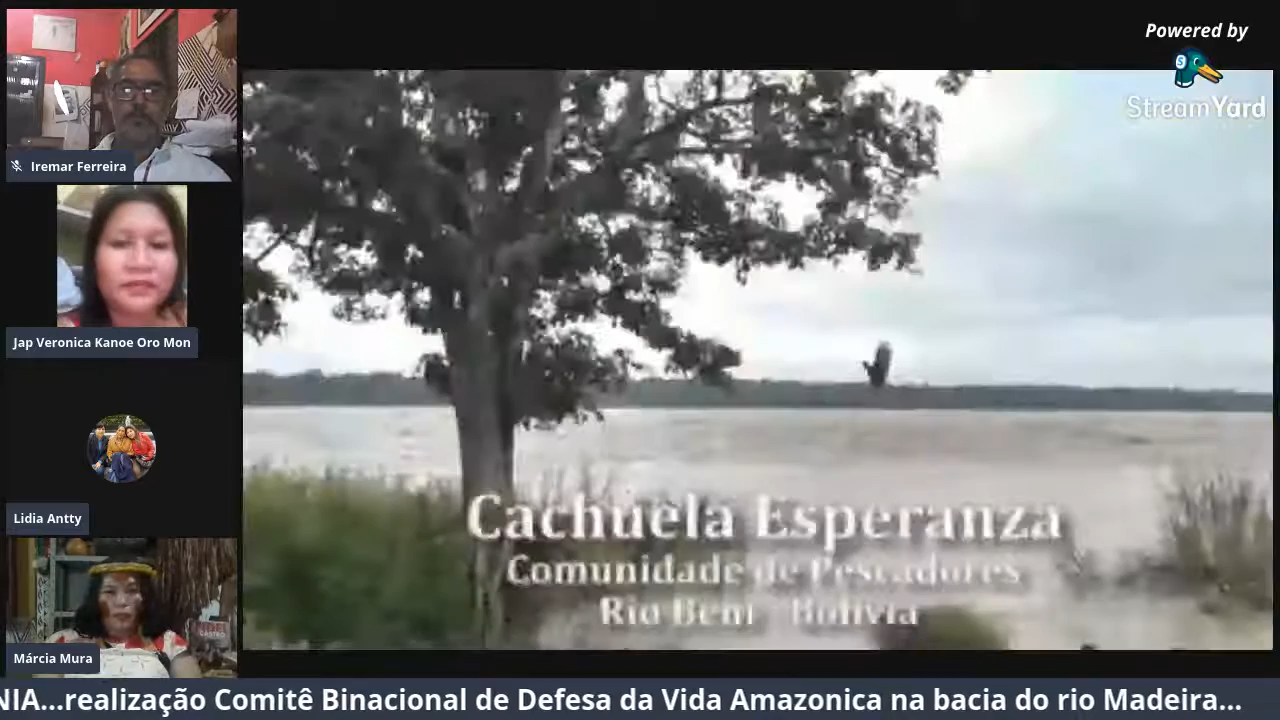 Powered by
StreamYard
Iremar Ferreira
Jap Veronica Kanoe Oro Mon
Lidia Antty
Márcia Mura
Cachuela Esperanza
Comunidade de Pescadores
Rio Beni - Bolivia
NIA...realização Comitê Binacional de Defesa da Vida Amazonica na bacia do rio Madeira...